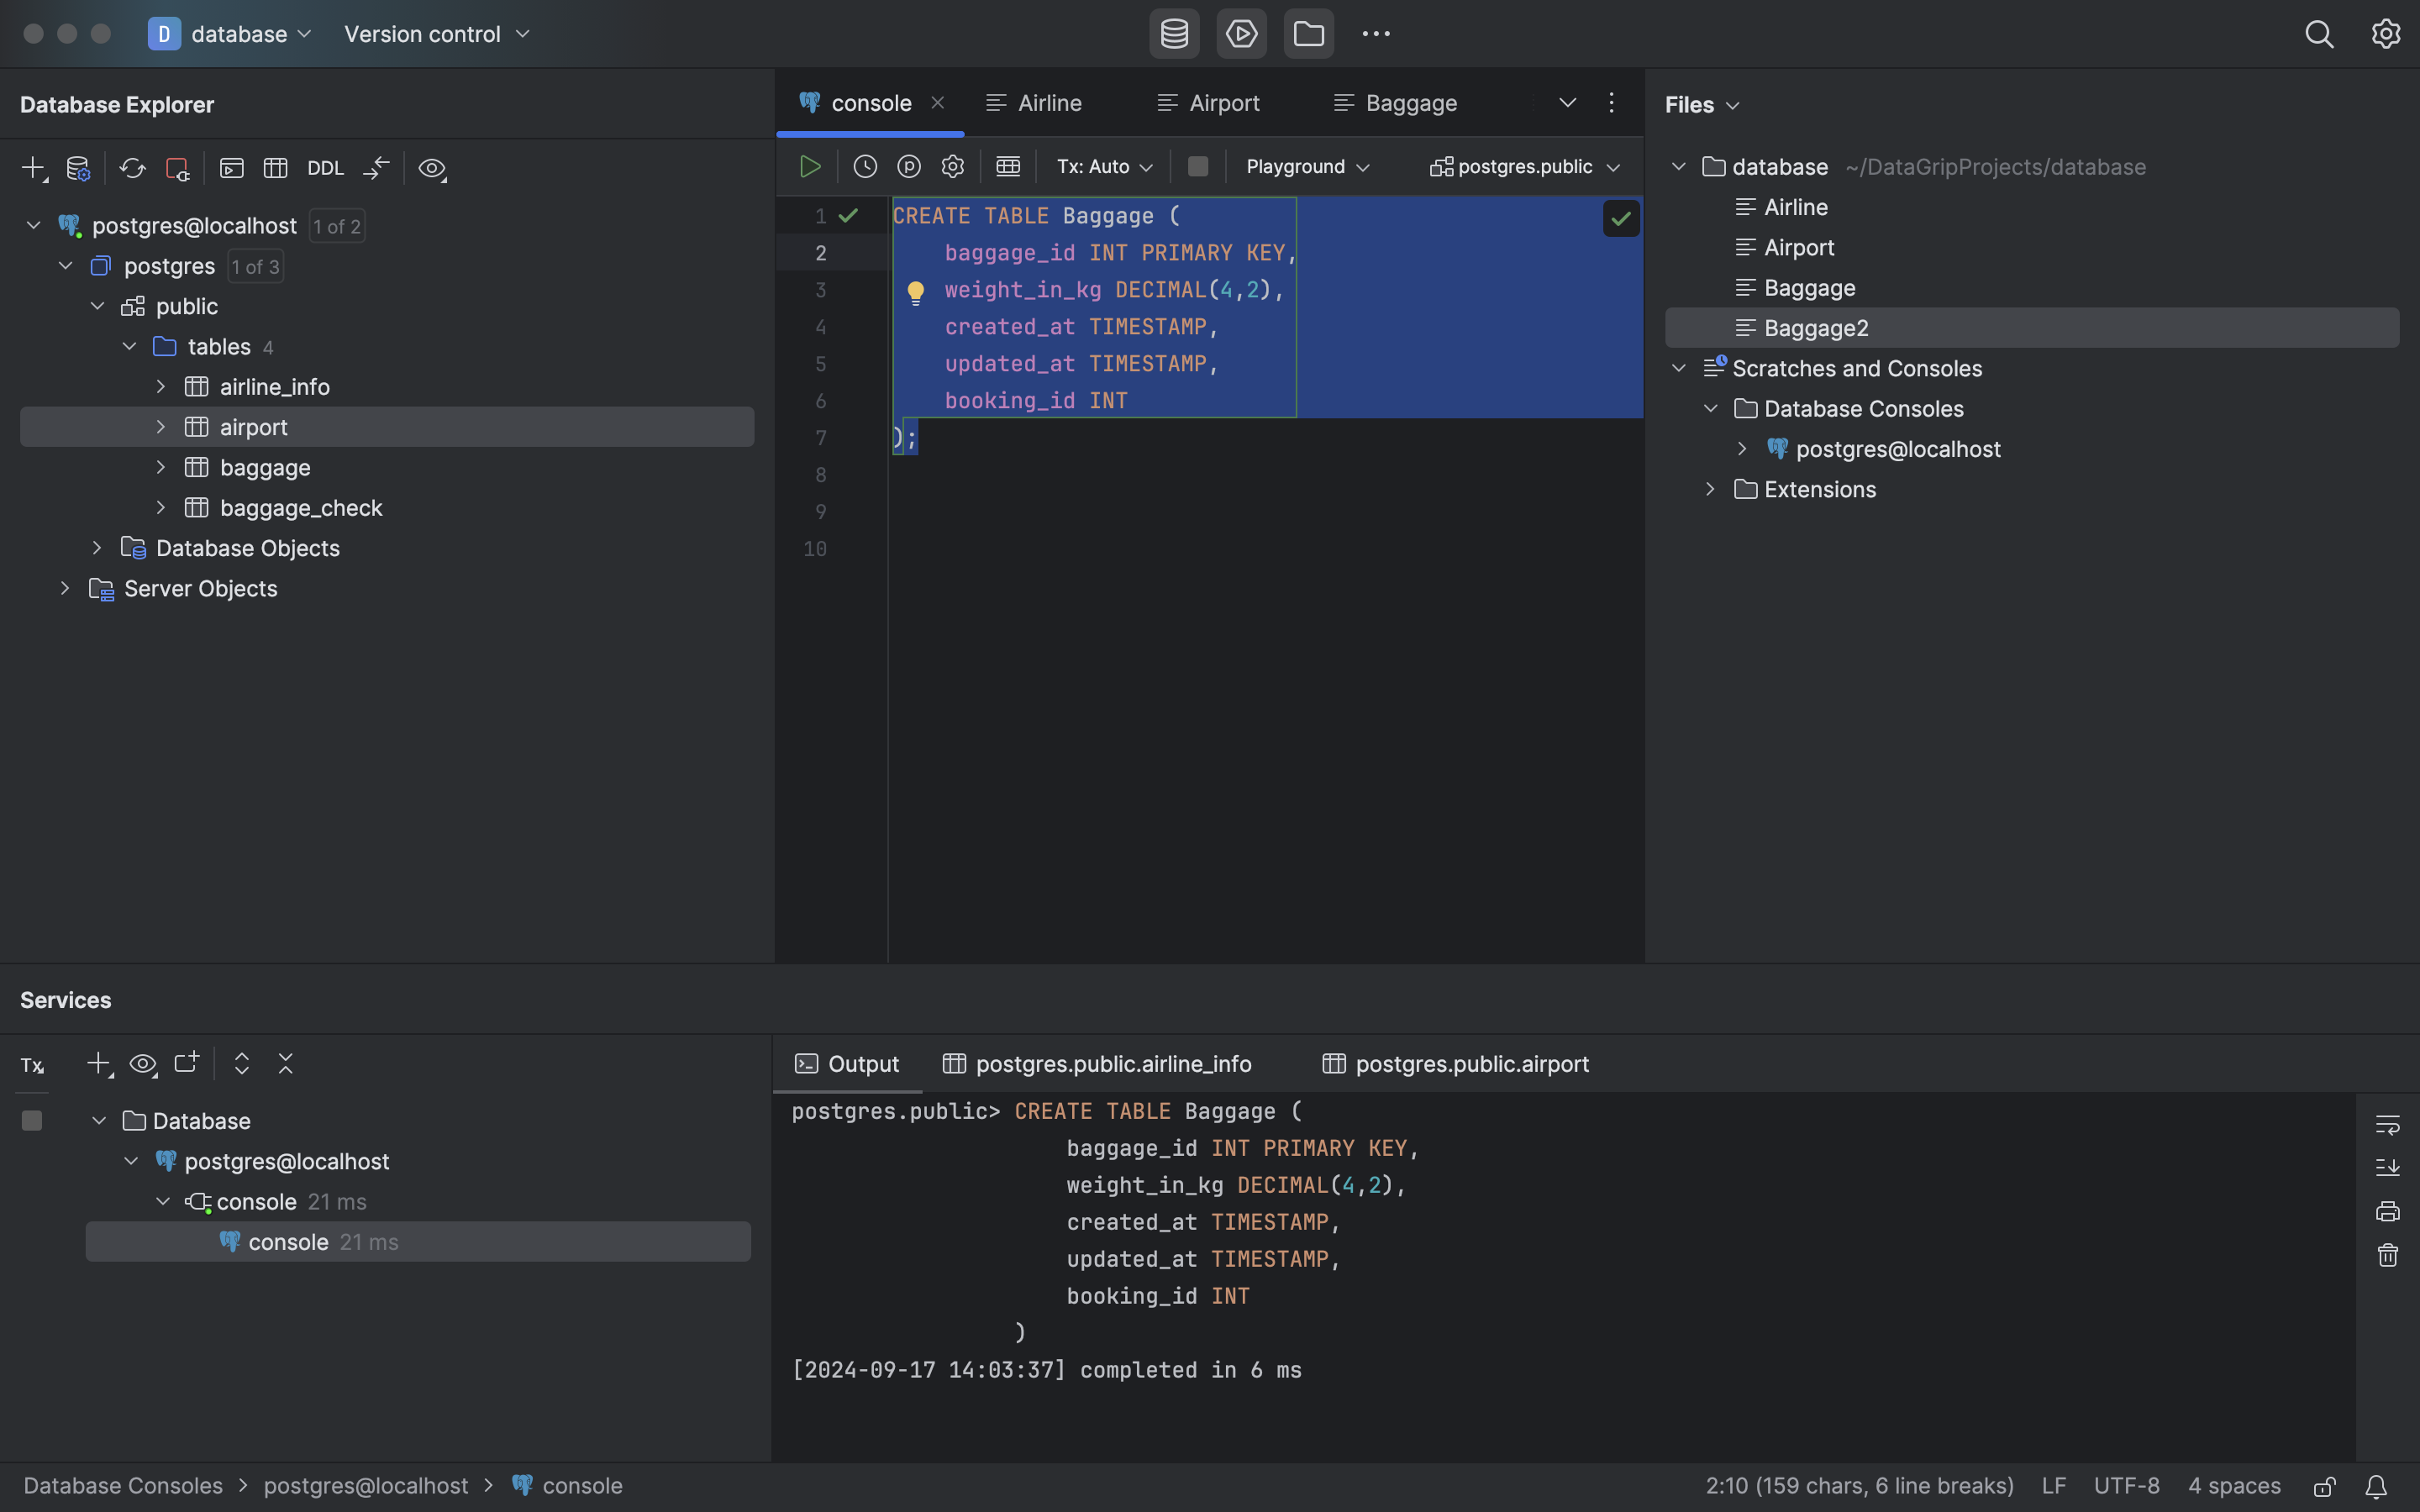 D database Version control
Database Explorer
DDL
postgres@localhost 1 of 2
postgres 1 of 3
public
tables 4
airline_info
airport
baggage
baggage_check
Database Objects
Server Objects
console Airline Airport Baggage
Tx: Auto Playground postgres.public
1 CREATE TABLE Baggage (
2 baggage_id INT PRIMARY KEY,
3 weight_in_kg DECIMAL(4,2),
4 created_at TIMESTAMP,
5 updated_at TIMESTAMP,
6 booking_id INT
7 );
8
9
10
Files
database ~/DataGripProjects/database
Airline
Airport
Baggage
Baggage2
Scratches and Consoles
Database Consoles
postgres@localhost
Extensions
Services
Tx
Database
postgres@localhost
console 21 ms
console 21 ms
Output postgres.public.airline_info postgres.public.airport
postgres.public> CREATE TABLE Baggage (
baggage_id INT PRIMARY KEY,
weight_in_kg DECIMAL(4,2),
created_at TIMESTAMP,
updated_at TIMESTAMP,
booking_id INT
)
[2024-09-17 14:03:37] completed in 6 ms
Database Consoles > postgres@localhost > console
2:10 (159 chars, 6 line breaks) LF UTF-8 4 spaces